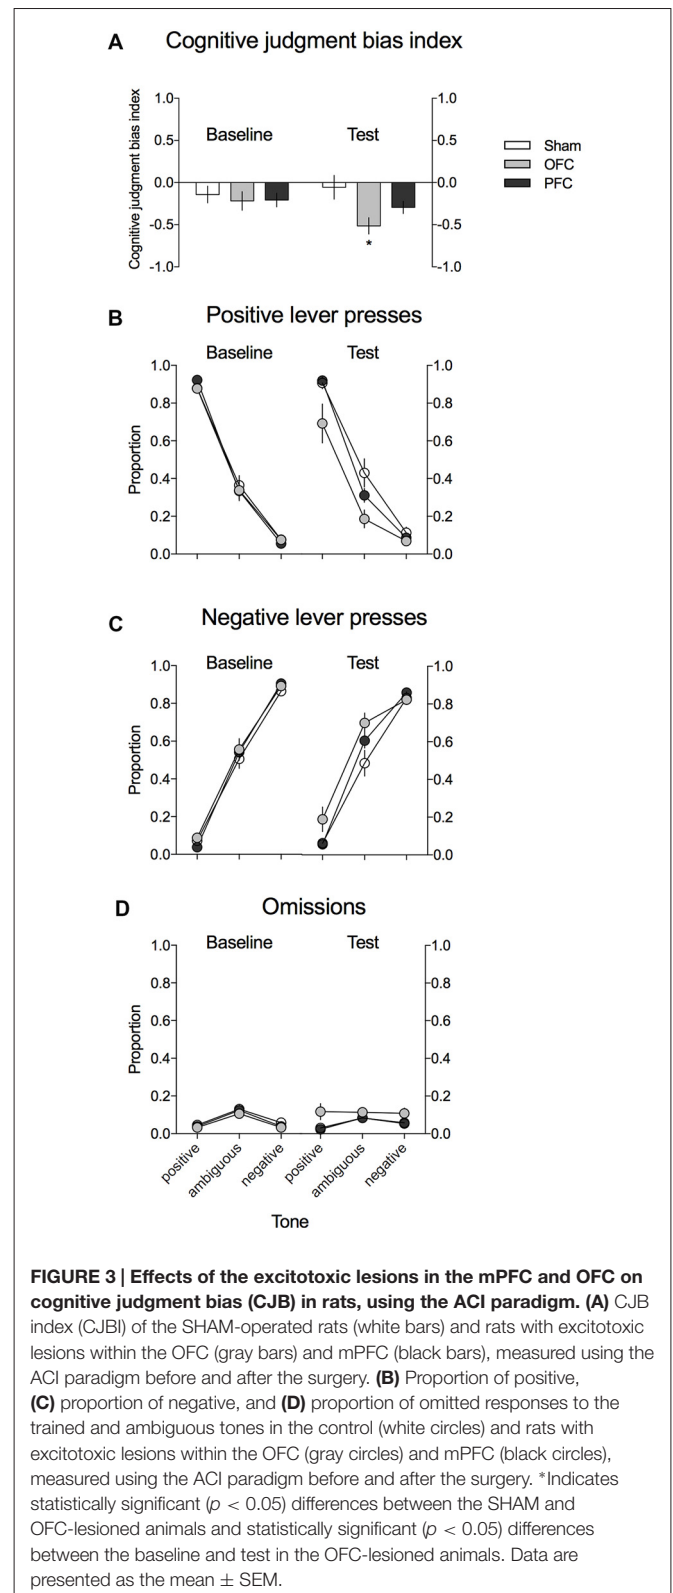 A Cognitive judgment bias index
Cognitive judgment bias index
1.0
0.5
0.0
-0.5
-1.0
Baseline
Test
*
1.0
0.5
0.0
-0.5
-1.0
Sham
OFC
PFC
B Positive lever presses
Baseline
Test
Proportion
1.0
0.8
0.6
0.4
0.2
0.0
1.0
0.8
0.6
0.4
0.2
0.0
C Negative lever presses
Baseline
Test
Proportion
1.0
0.8
0.6
0.4
0.2
0.0
1.0
0.8
0.6
0.4
0.2
0.0
D Omissions
Baseline
Test
Proportion
1.0
0.8
0.6
0.4
0.2
0.0
1.0
0.8
0.6
0.4
0.2
0.0
positive
ambiguous
negative
positive
ambiguous
negative
Tone
FIGURE 3 | Effects of the excitotoxic lesions in the mPFC and OFC on
cognitive judgment bias (CJB) in rats, using the ACI paradigm. (A) CJB
index (CJBI) of the SHAM-operated rats (white bars) and rats with excitotoxic
lesions within the OFC (gray bars) and mPFC (black bars), measured using the
ACI paradigm before and after the surgery. (B) Proportion of positive,
(C) proportion of negative, and (D) proportion of omitted responses to the
trained and ambiguous tones in the control (white circles) and rats with
excitotoxic lesions within the OFC (gray circles) and mPFC (black circles),
measured using the ACI paradigm before and after the surgery. *Indicates
statistically significant (p < 0.05) differences between the SHAM and
OFC-lesioned animals and statistically significant (p < 0.05) differences
between the baseline and test in the OFC-lesioned animals. Data are
presented as the mean ± SEM.